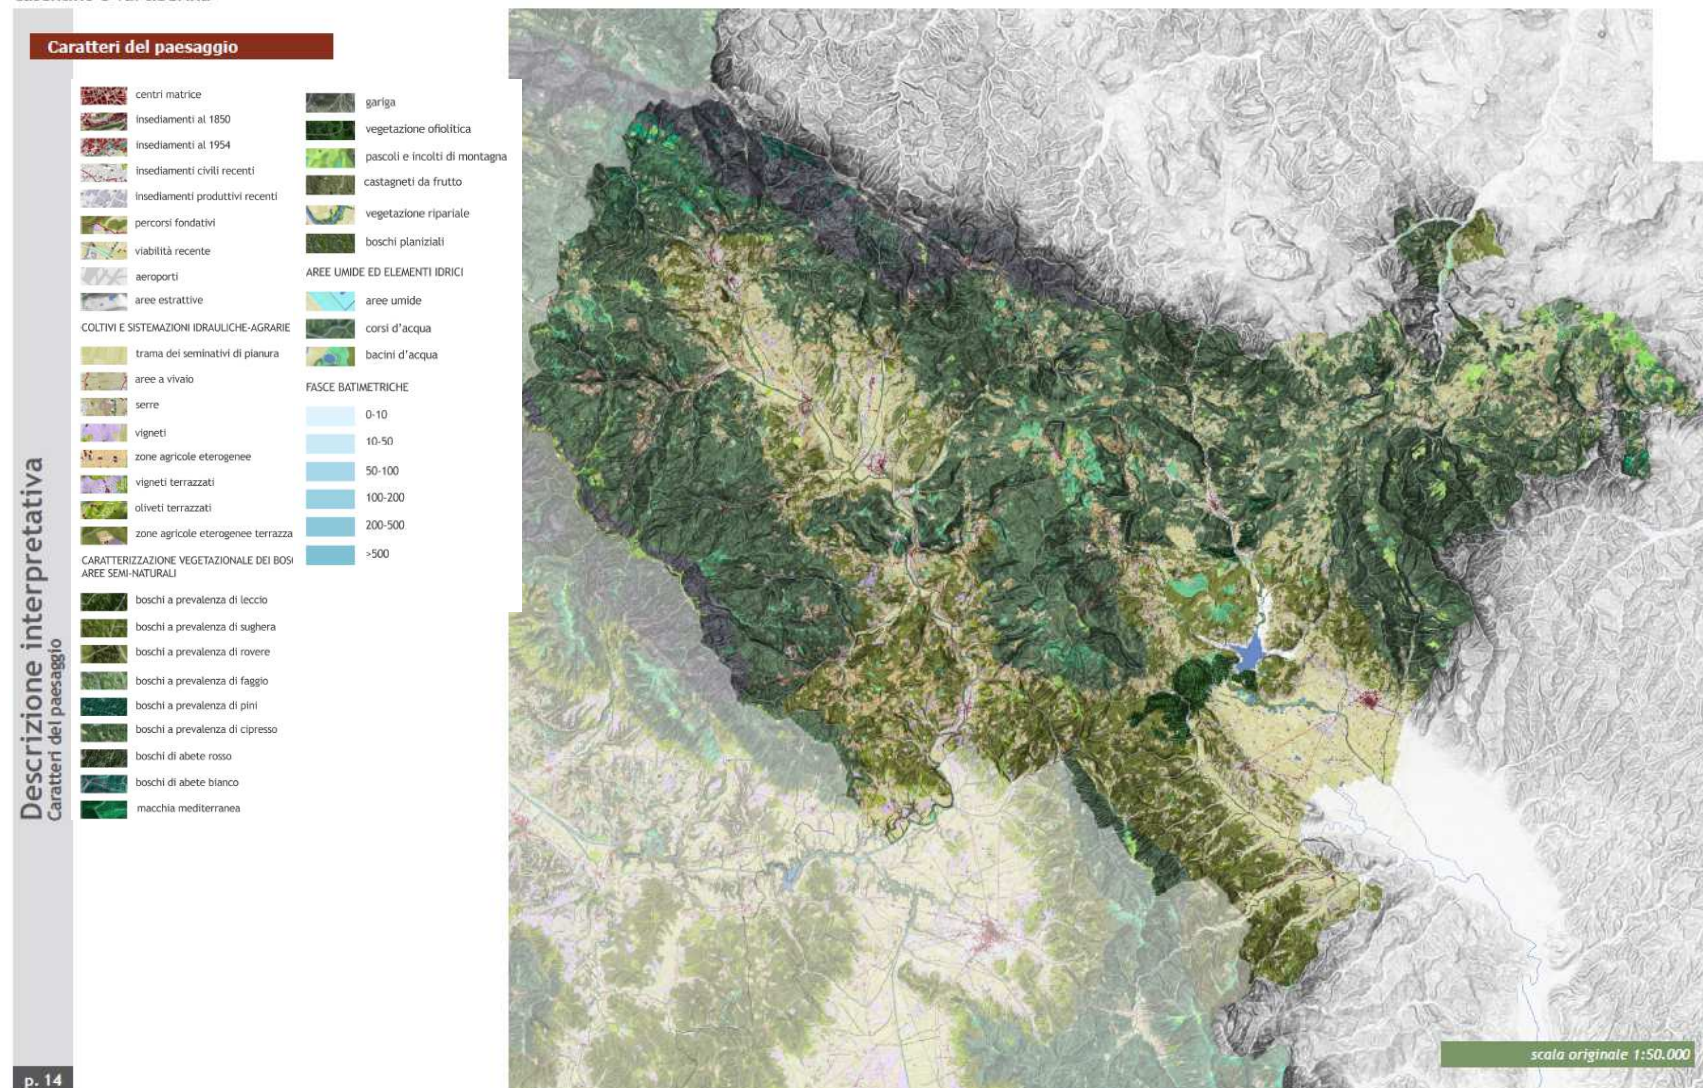 Caratteri del paesaggio
centri matrice
insediamenti al 1850
insediamenti al 1954
insediamenti civili recenti
insediamenti produttivi recenti
percorsi fondativi
viabilità recente
aeroporti
aree estrattive
COLTIVI E SISTEMAZIONI IDRAULICHE-AGRARIE
trama dei seminativi di pianura
aree a vivaio
serre
vigneti
zone agricole eterogenee
vigneti terrazzati
oliveti terrazzati
zone agricole eterogenee terrazza
CARATTERIZZAZIONE VEGETAZIONALE DEI BOS
AREE SEMI-NATURALI
boschi a prevalenza di leccio
boschi a prevalenza di sughera
boschi a prevalenza di rovere
boschi a prevalenza di faggio
boschi a prevalenza di pini
boschi a prevalenza di cipresso
boschi di abete rosso
boschi di abete bianco
macchia mediterranea
gariga
vegetazione ofiolitica
pascoli e incolti di montagna
castagneti da frutto
vegetazione ripariale
boschi planiziali
AREE UMIDE ED ELEMENTI IDRICI
aree umide
corsi d'acqua
bacini d'acqua
FASCE BATIMETRICHE
0-10
10-50
50-100
100-200
200-500
>500
Descrizione interpretativa
Caratteri del paesaggio
scala originale 1:50.000
p. 14